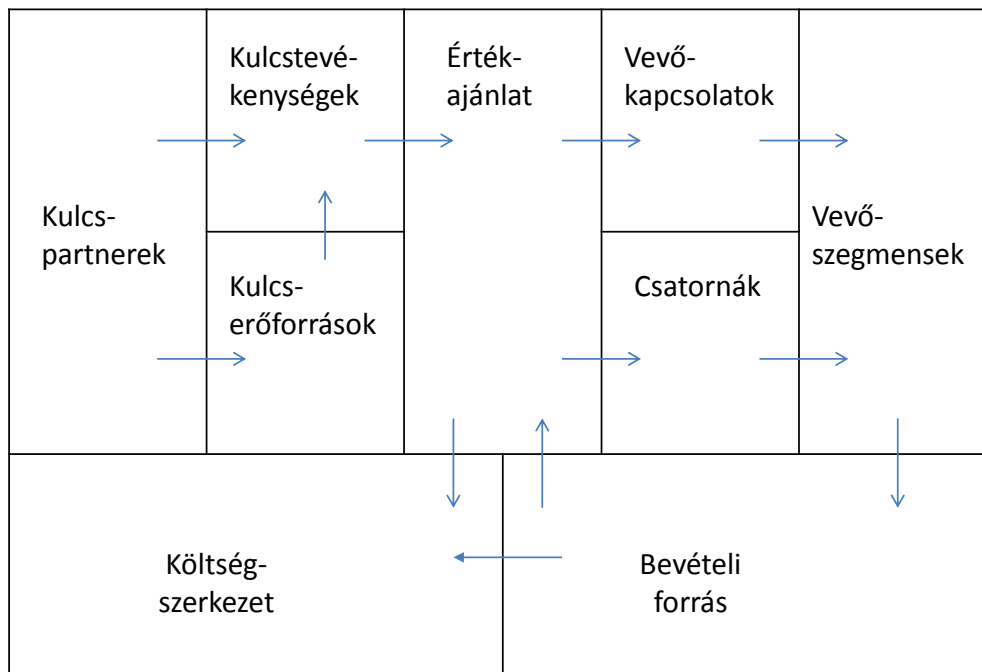 Kulcs-
partnerek
Kulcstevé-
kenységek
Kulcs-
erőforrások
Érték-
ajánlat
Vevő-
kapcsolatok
Csatornák
Vevő-
szegmensek
Költség-
szerkezet
Bevételi
forrás